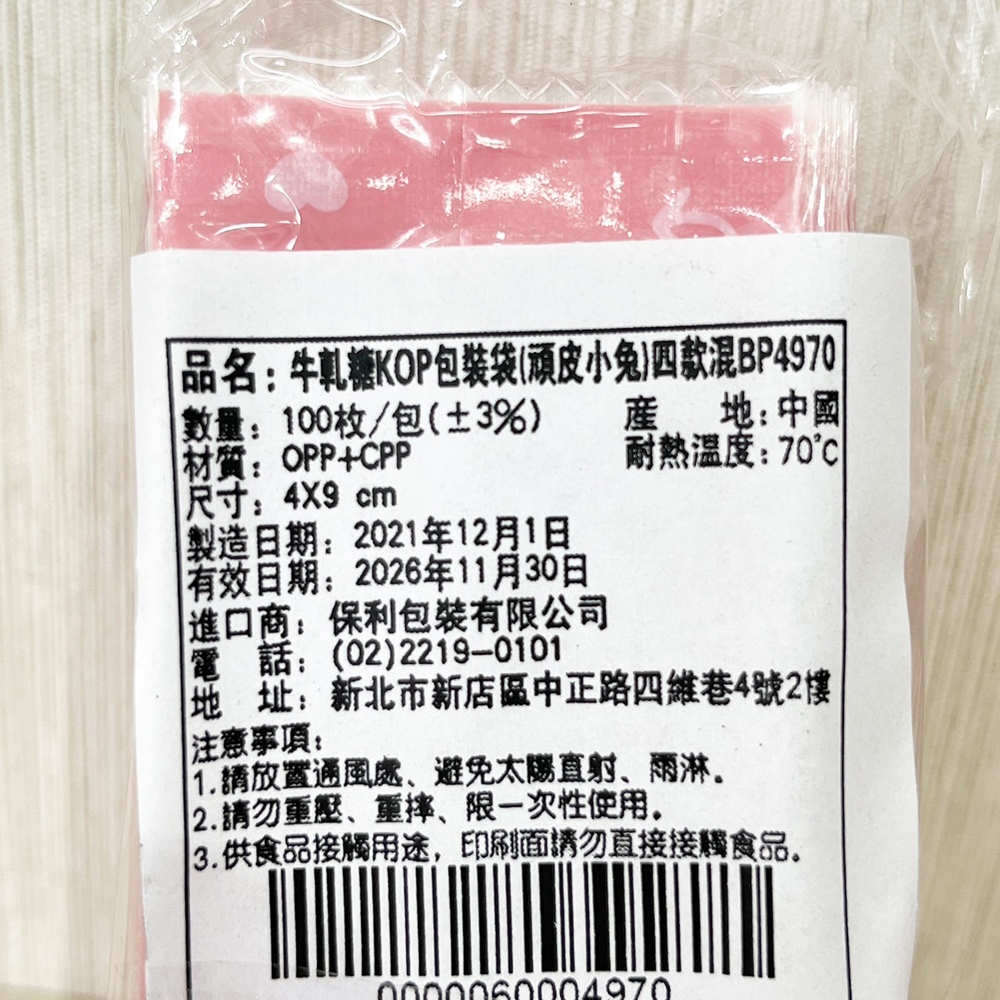 品名：牛軋糖KOP包裝袋(頑皮小兔)四款混BP4970
數量：100枚/包(±3%) 產　地：中國
材質：OPP+CPP 耐熱溫度：70°C
尺寸：4X9 cm
製造日期：2021年12月1日
有效日期：2026年11月30日
進口商：保利包裝有限公司
電　話：(02)2219-0101
地　址：新北市新店區中正路四維巷4號2樓
注意事項：
1.請放置通風處、避免太陽直射、雨淋。
2.請勿重壓、重摔、限一次性使用。
3.供食品接觸用途，印刷面請勿直接接觸食品。
0000060004970